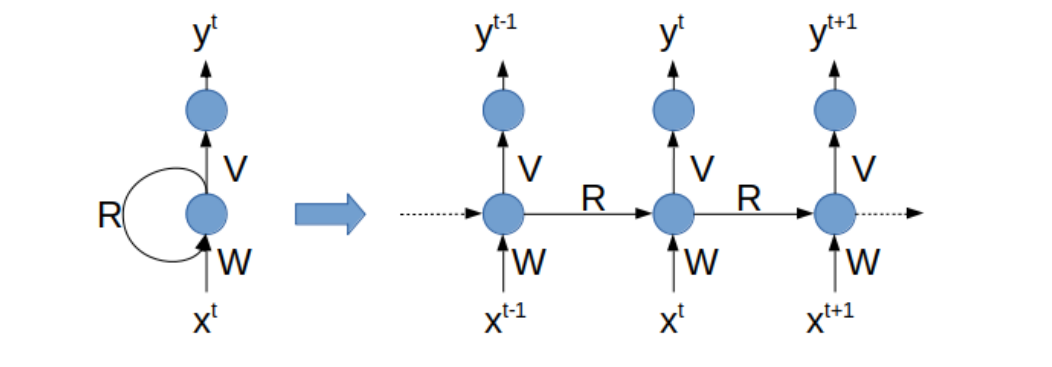 y^t y^t-1 y^t y^t+1
V V V V
R R R
W W W W
x^t x^t-1 x^t x^t+1